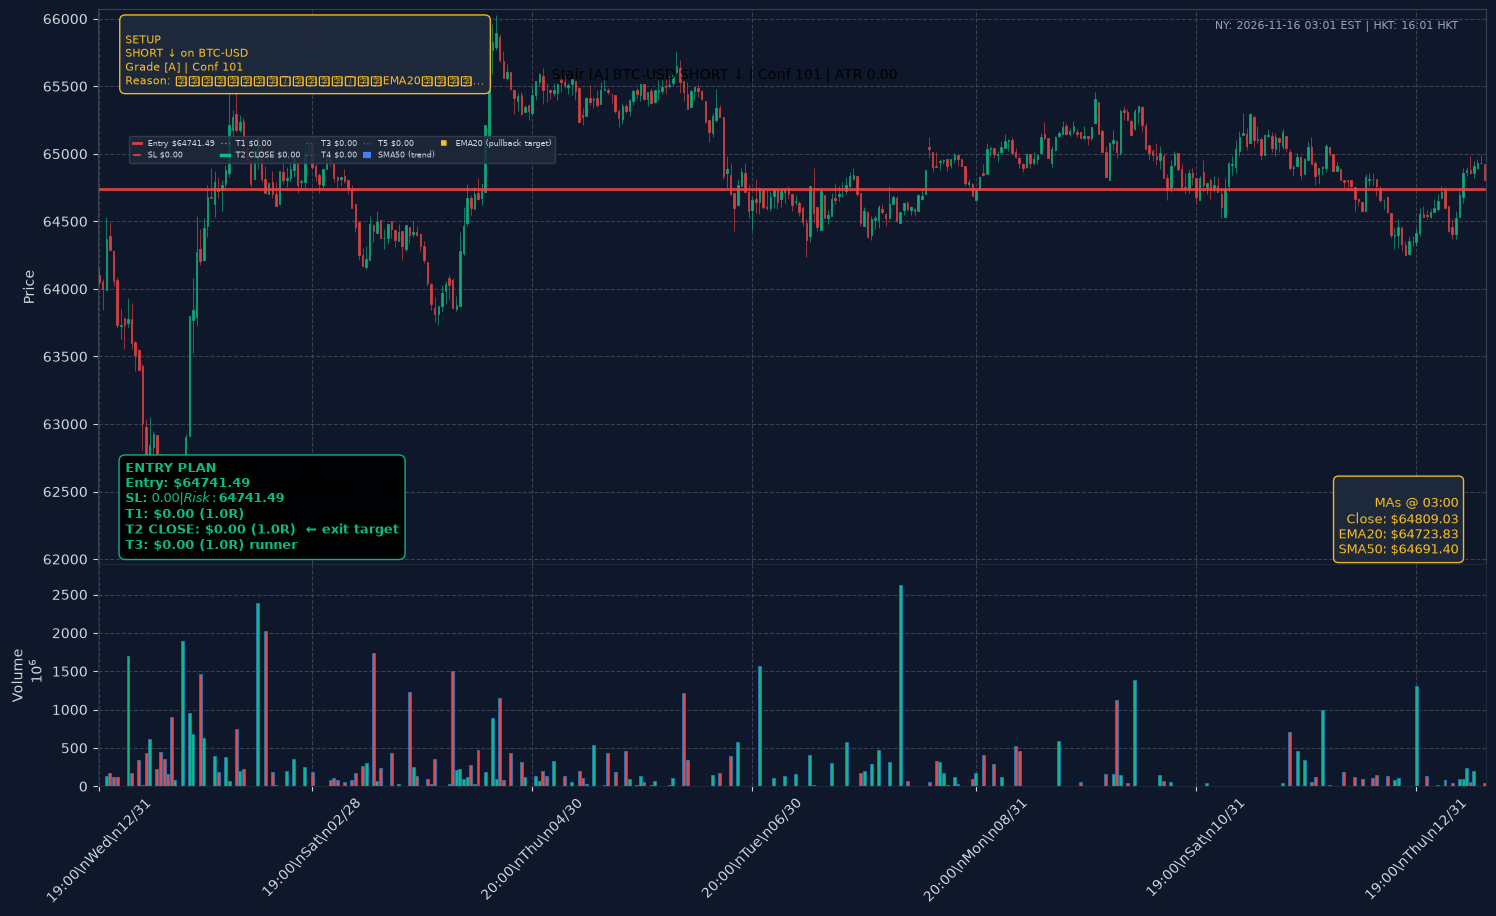 NY: 2026-11-16 03:01 EST | HKT: 16:01 HKT
SETUP
SHORT ↓ on BTC-USD
Grade [A] | Conf 101
Reason: EMA20 ...
Stair [A] BTC-USD SHORT ↓ | Conf 101 | ATR 0.00
Entry $64741.49 T1 $0.00 T3 $0.00 T5 $0.00 EMA20 (pullback target)
SL $0.00 T2 CLOSE $0.00 T4 $0.00 SMA50 (trend)
66000
65500
65000
64500
64000
63500
63000
62500
62000
Price
ENTRY PLAN
Entry: $64741.49
SL: 0.00|Risk:64741.49
T1: $0.00 (1.0R)
T2 CLOSE: $0.00 (1.0R) ← exit target
T3: $0.00 (1.0R) runner
MAs @ 03:00
Close: $64809.03
EMA20: $64723.83
SMA50: $64691.40
2500
2000
1500
1000
500
0
Volume
10⁶
19:00\nWed\n12/31
19:00\nSat\n02/28
20:00\nThu\n04/30
20:00\nTue\n06/30
20:00\nMon\n08/31
19:00\nSat\n10/31
19:00\nThu\n12/31